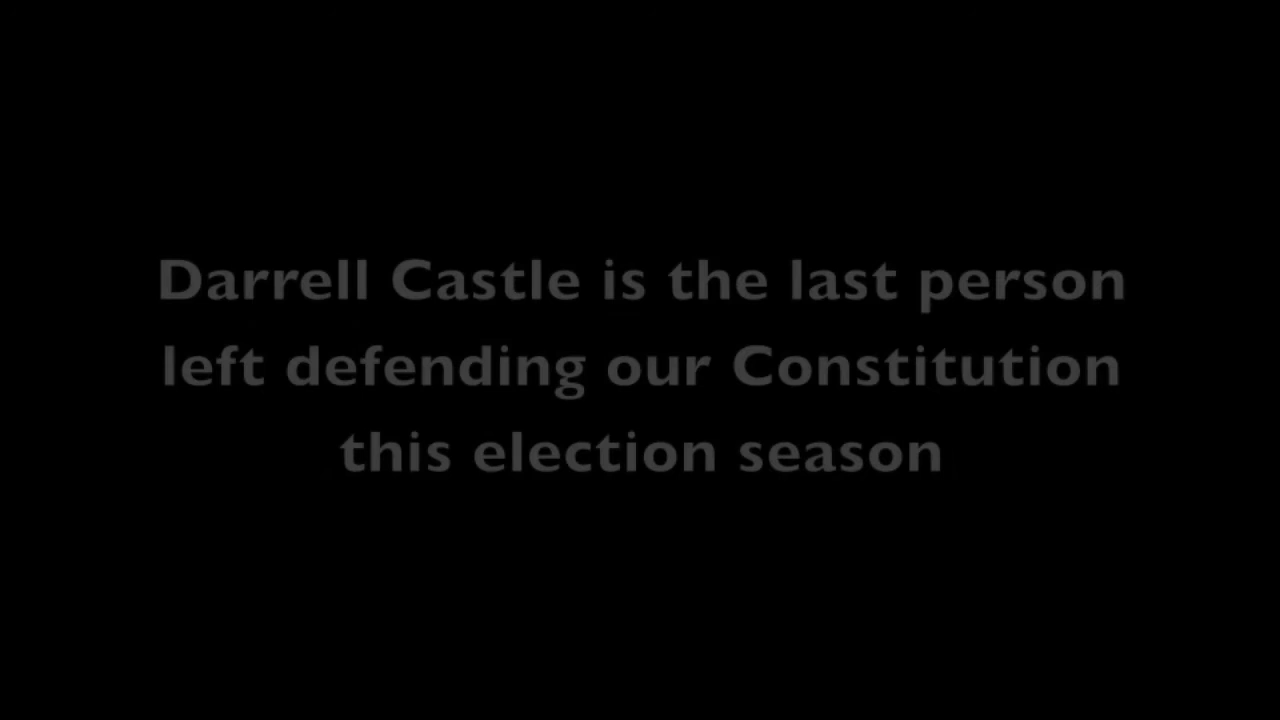 Darrell Castle is the last person
left defending our Constitution
this election season